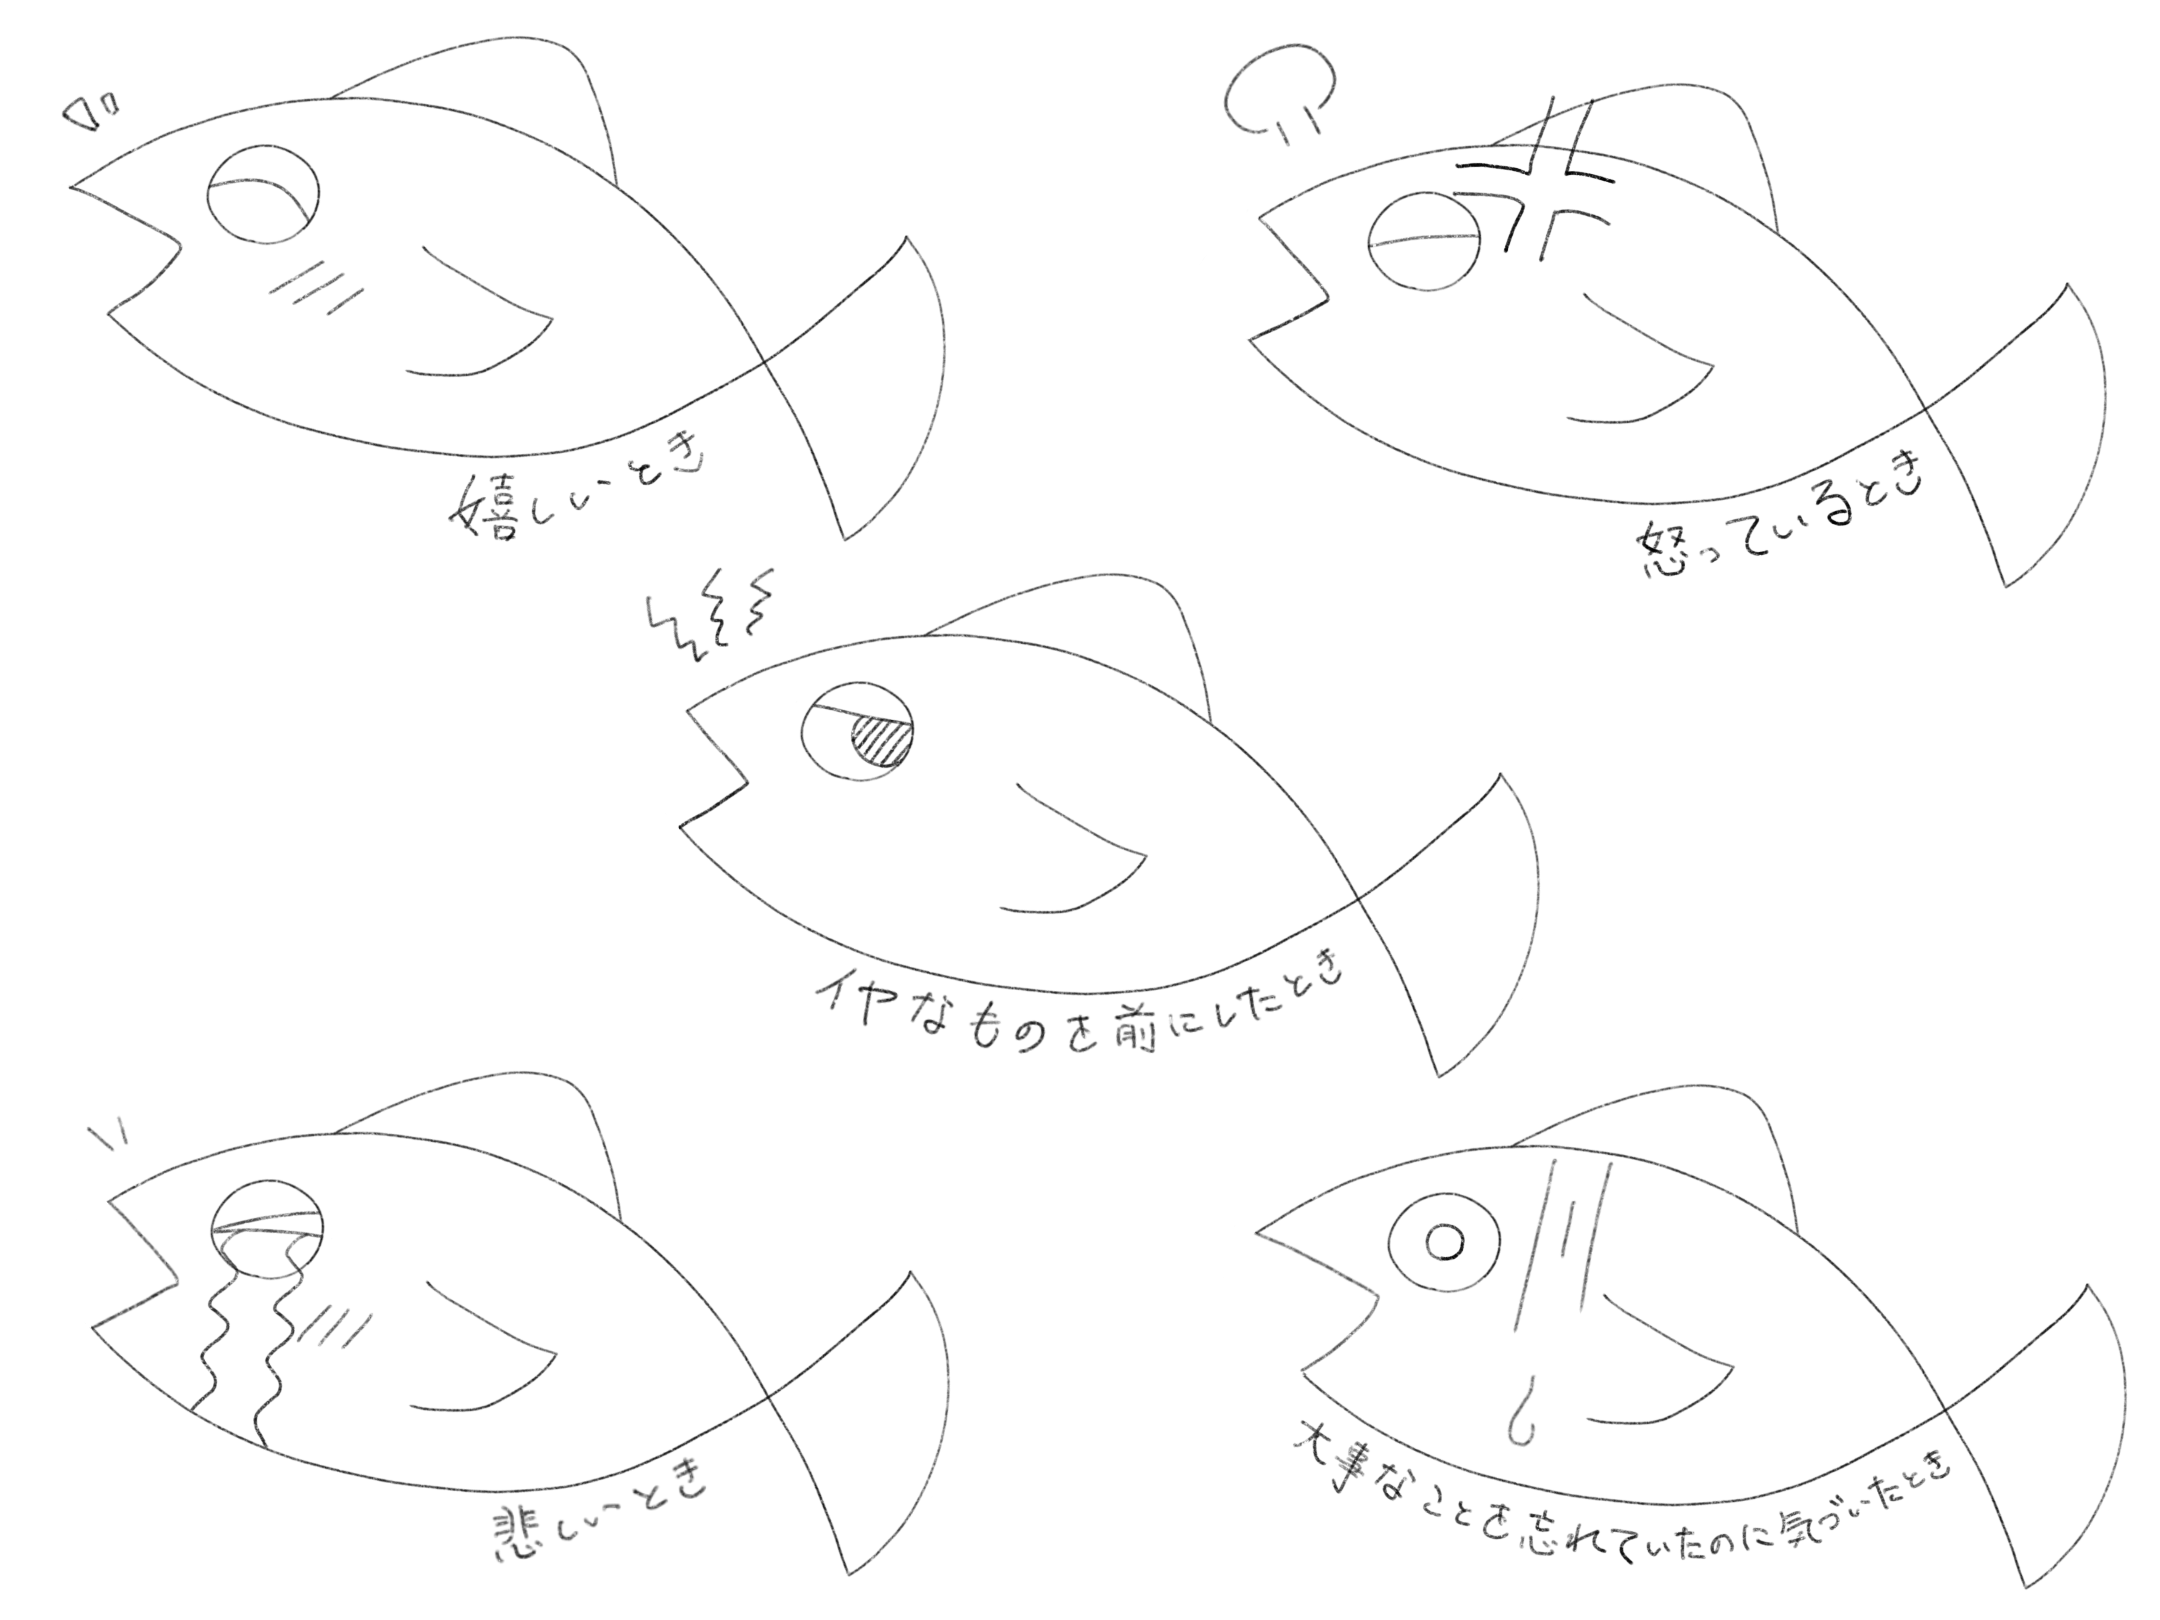 嬉しいとき
怒っているとき
イヤなものを前にしたとき
悲しいとき
大事なことを忘れていたのに気づいたとき